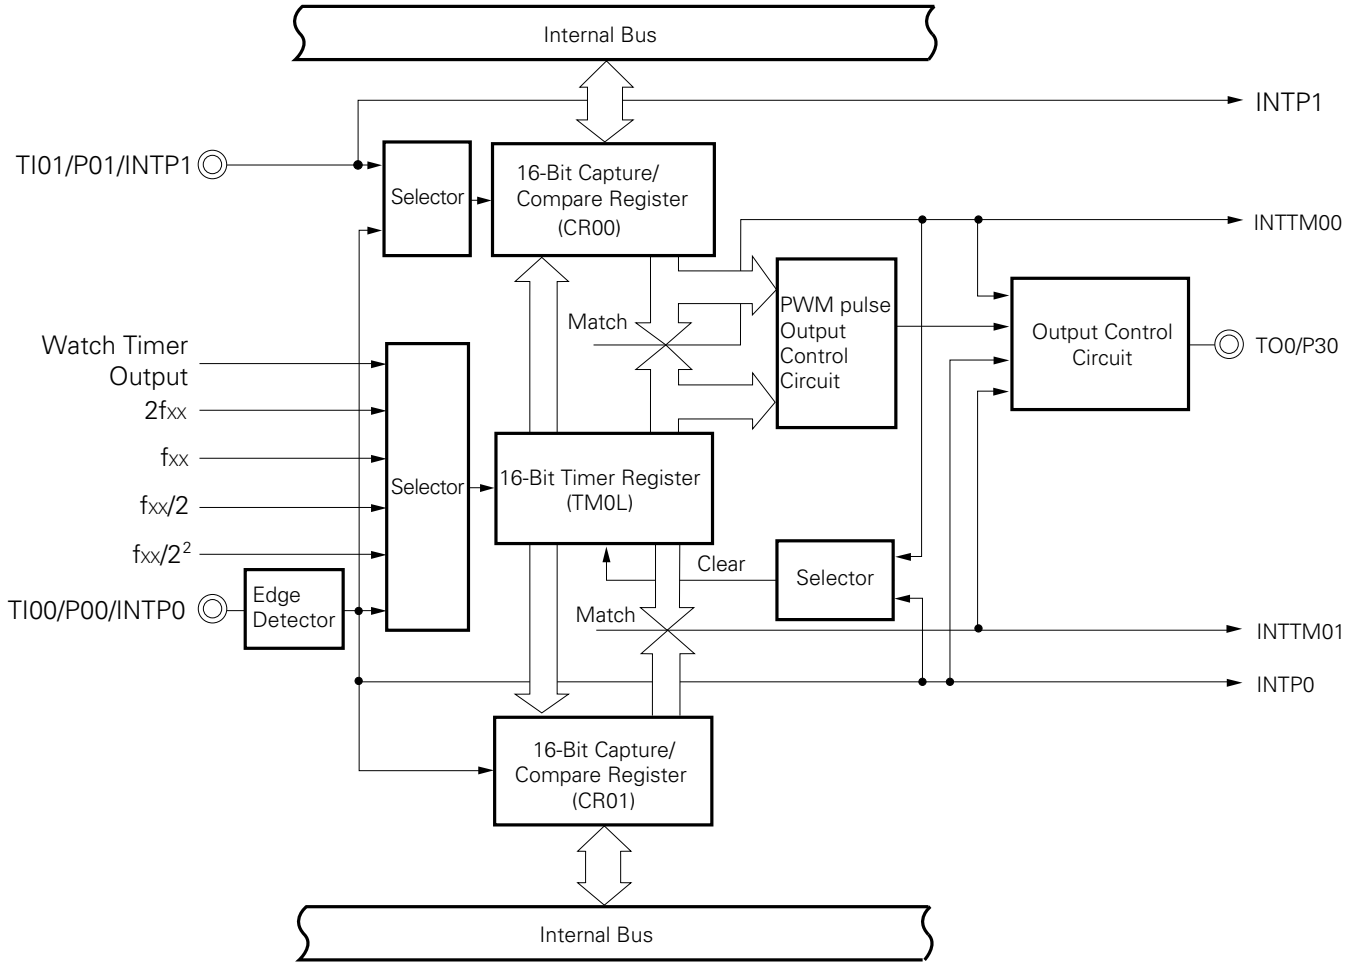 Internal Bus
INTP1
TI01/P01/INTP1
Selector
16-Bit Capture/
Compare Register
(CR00)
INTTM00
Match
PWM pulse
Output
Control
Circuit
Output Control
Circuit
TO0/P30
Watch Timer
Output
2fxx
fxx
fxx/2
fxx/2²
Selector
16-Bit Timer Register
(TM0L)
Clear
Selector
TI00/P00/INTP0
Edge
Detector
Match
INTTM01
INTP0
16-Bit Capture/
Compare Register
(CR01)
Internal Bus